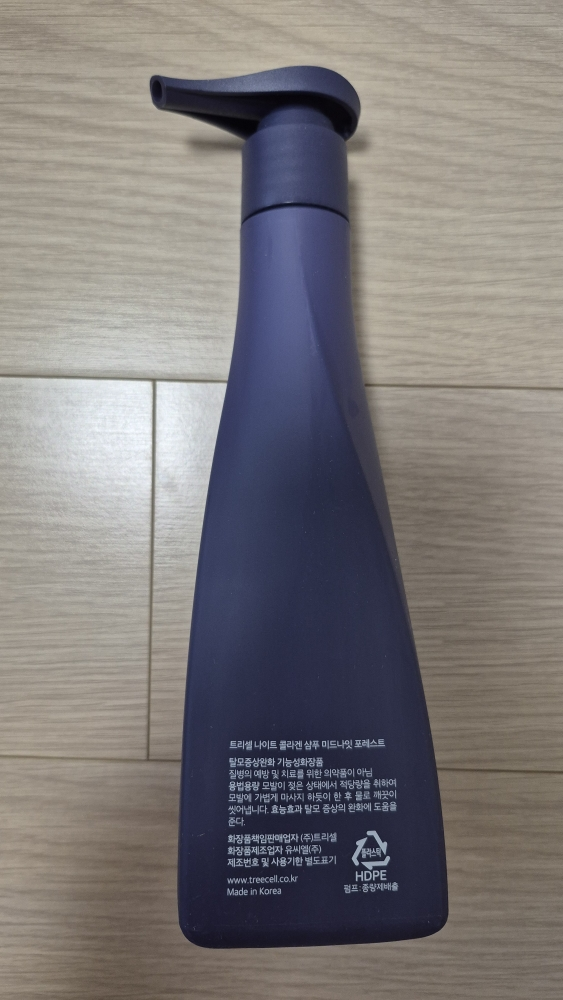 트리셀 나이트 콜라겐 샴푸 미드나잇 포레스트
탈모증상완화 기능성화장품
질병의 예방 및 치료를 위한 의약품이 아님
용법용량 모발이 젖은 상태에서 적당량을 취하여
모발에 가볍게 마사지 하듯이 한 후 물로 깨끗이
씻어냅니다. 효능효과 탈모 증상의 완화에 도움을
준다.
화장품책임판매업자 (주)트리셀
화장품제조업자 유씨엘(주)
제조번호 및 사용기한 별도표기
www.treecell.co.kr
Made in Korea
플라스틱
HDPE
펌프:종량제배출